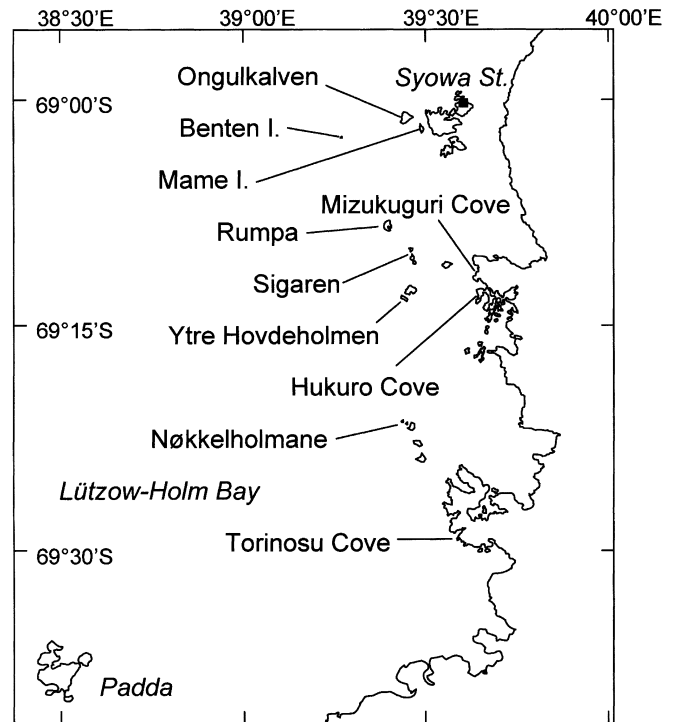 38°30'E 39°00'E 39°30'E 40°00'E
Ongulkalven
Syowa St.
69°00'S
Benten I.
Mame I.
Mizukuguri Cove
Rumpa
Sigaren
69°15'S
Ytre Hovdeholmen
Hukuro Cove
Nøkkelholmane
Lützow-Holm Bay
Torinosu Cove
69°30'S
Padda